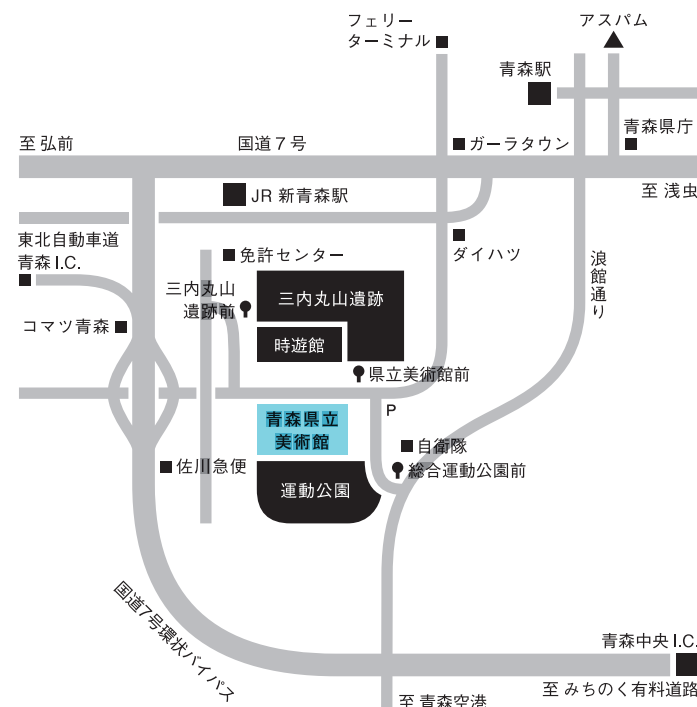 フェリー
ターミナル
アスパム
青森駅
青森県庁
至 弘前
国道７号
ガーラタウン
至 浅虫
JR 新青森駅
東北自動車道
青森 I.C.
免許センター
ダイハツ
浪館通り
三内丸山
遺跡前
三内丸山遺跡
コマツ青森
時遊館
県立美術館前
P
青森県立
美術館
自衛隊
佐川急便
総合運動公園前
運動公園
国道7号環状バイパス
青森中央 I.C.
至 みちのく有料道路
至 青森空港